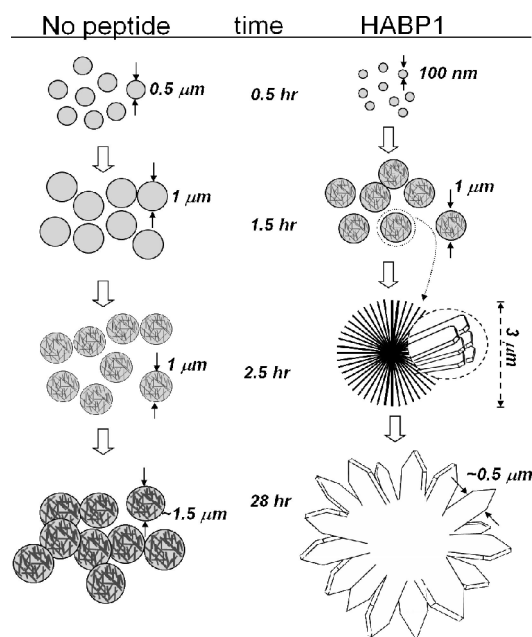 No peptide time HABP1
0.5 μm 0.5 hr 100 nm
1 μm 1.5 hr 1 μm
1 μm 2.5 hr 3 μm
~1.5 μm 28 hr ~0.5 μm